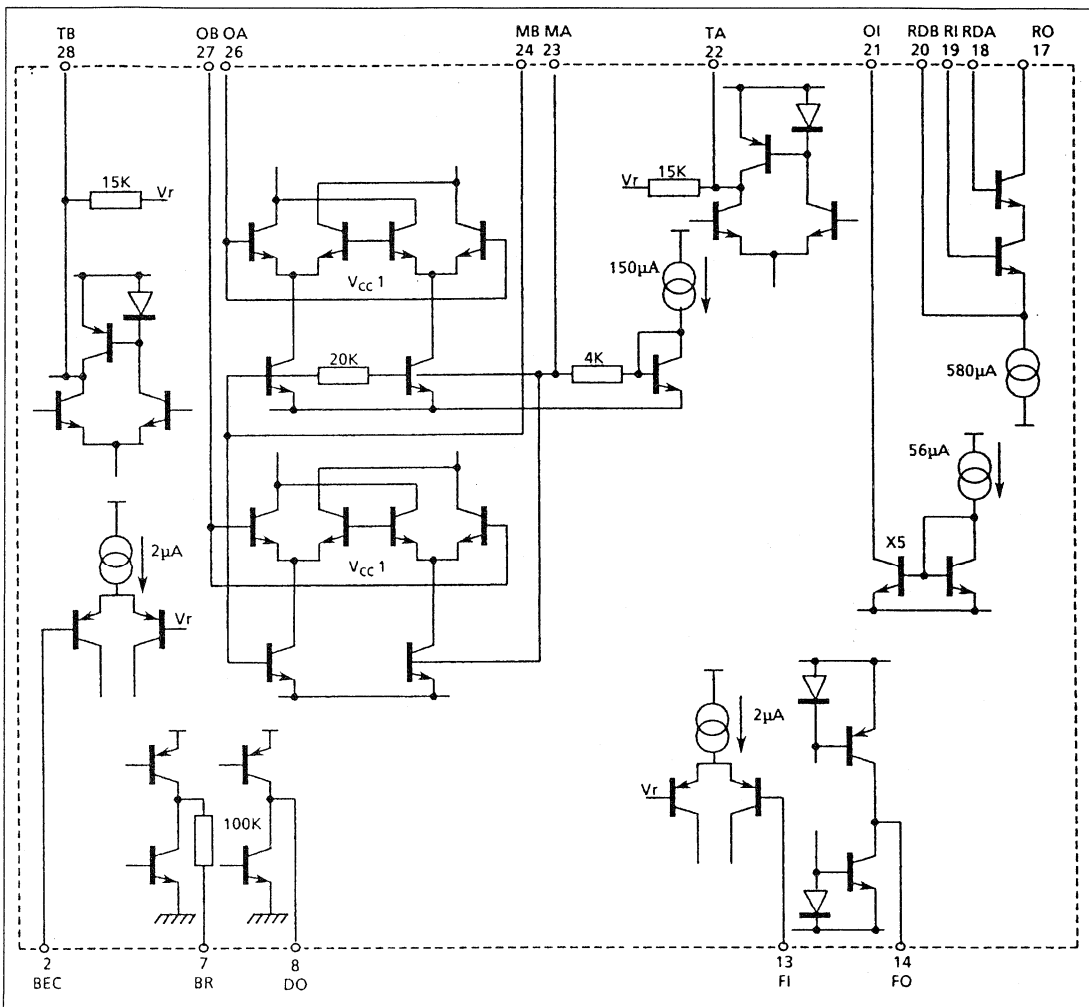 TB OB OA MB MA TA OI RDB RI RDA RO
28 27 26 24 23 22 21 20 19 18 17
15K Vr
Vr 15K
VCC 1
150µA
20K 4K
580µA
56µA
2µA
VCC 1
X5
Vr
2µA
Vr
100K
2 7 8 13 14
BEC BR DO FI FO